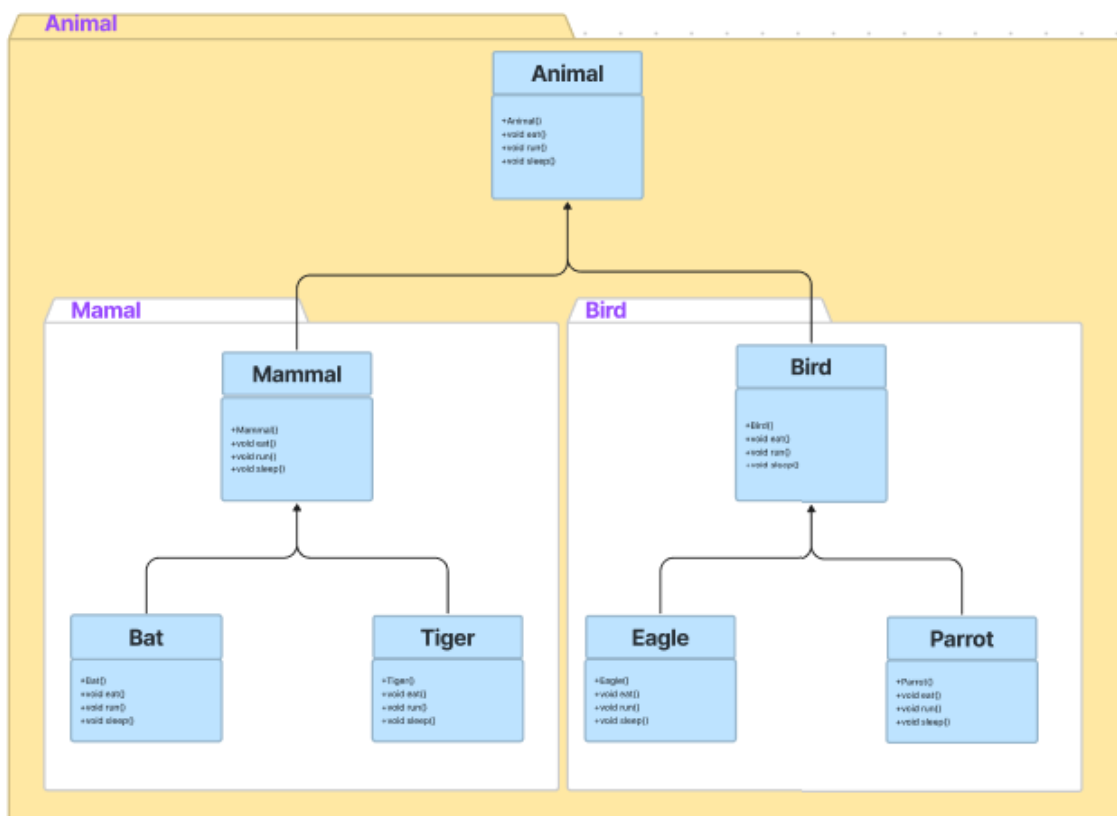 Animal
Animal
+Animal()
+void eat()
+void run()
+void sleep()
Mamal
Mammal
+Mammal()
+void eat()
+void run()
+void sleep()
Bat
+Bat()
+void eat()
+void run()
+void sleep()
Tiger
+Tiger()
+void eat()
+void run()
+void sleep()
Bird
Bird
+Bird()
+void eat()
+void run()
+void sleep()
Eagle
+Eagle()
+void eat()
+void run()
+void sleep()
Parrot
+Parrot()
+void eat()
+void run()
+void sleep()